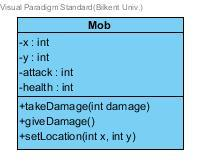 Visual Paradigm Standard(Bilkent Univ.)
Mob
-x : int
-y : int
-attack : int
-health : int
+takeDamage(int damage)
+giveDamage()
+setLocation(int x, int y)